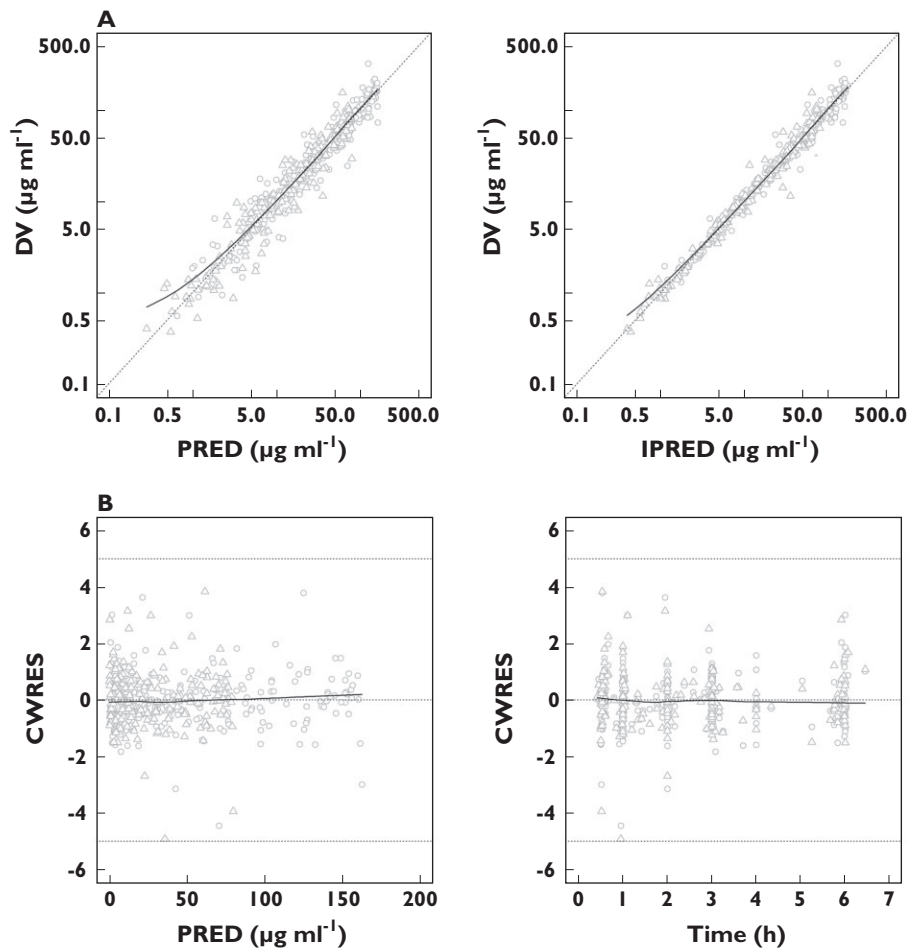 A
500.0
50.0
5.0
0.5
0.1
DV (µg ml-1)
0.1 0.5 5.0 50.0 500.0
PRED (µg ml-1)
500.0
50.0
5.0
0.5
0.1
DV (µg ml-1)
0.1 0.5 5.0 50.0 500.0
IPRED (µg ml-1)
B
6
4
2
0
-2
-4
-6
CWRES
0 50 100 150 200
PRED (µg ml-1)
6
4
2
0
-2
-4
-6
CWRES
0 1 2 3 4 5 6 7
Time (h)